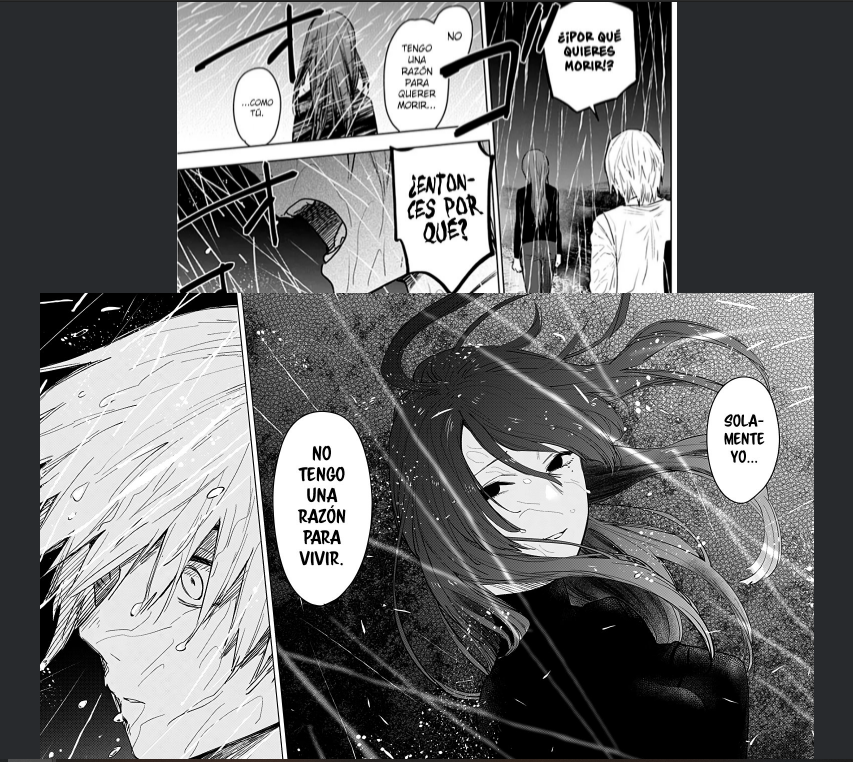 ¿¡POR QUÉ
QUIERES
MORIR!?
NO
TENGO
UNA
RAZÓN
PARA
QUERER
MORIR...
...COMO
TÚ.
¿ENTON-
CES POR
QUÉ?
SOLA-
MENTE
YO...
NO
TENGO
UNA
RAZÓN
PARA
VIVIR.